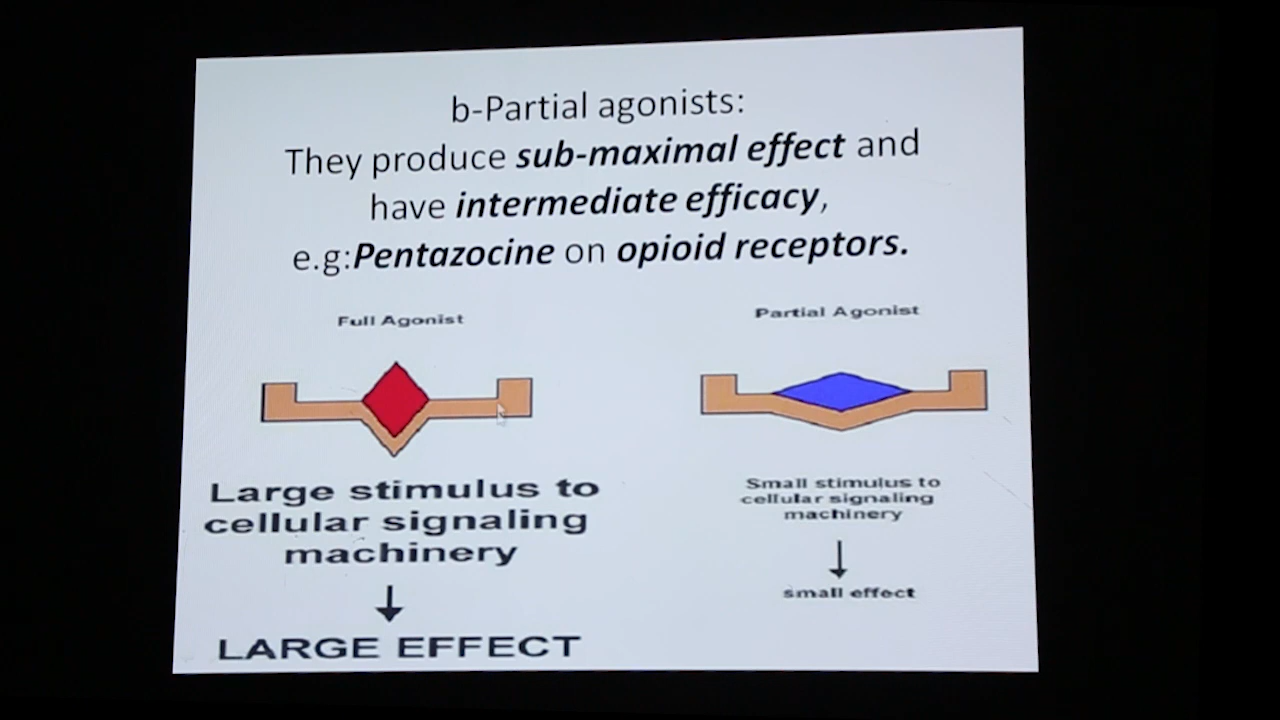 b-Partial agonists:
They produce sub-maximal effect and
have intermediate efficacy,
e.g:Pentazocine on opioid receptors.
Full Agonist
Large stimulus to
cellular signaling
machinery
LARGE EFFECT
Partial Agonist
Small stimulus to
cellular signaling
machinery
small effect